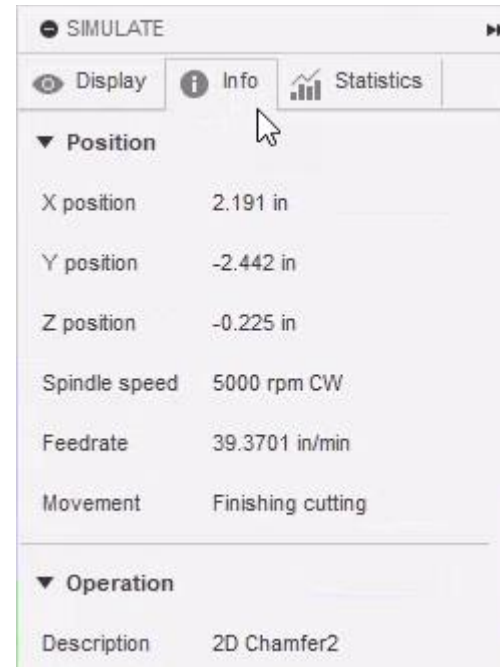 SIMULATE
Display Info Statistics
Position
X position 2.191 in
Y position -2.442 in
Z position -0.225 in
Spindle speed 5000 rpm CW
Feedrate 39.3701 in/min
Movement Finishing cutting
Operation
Description 2D Chamfer2